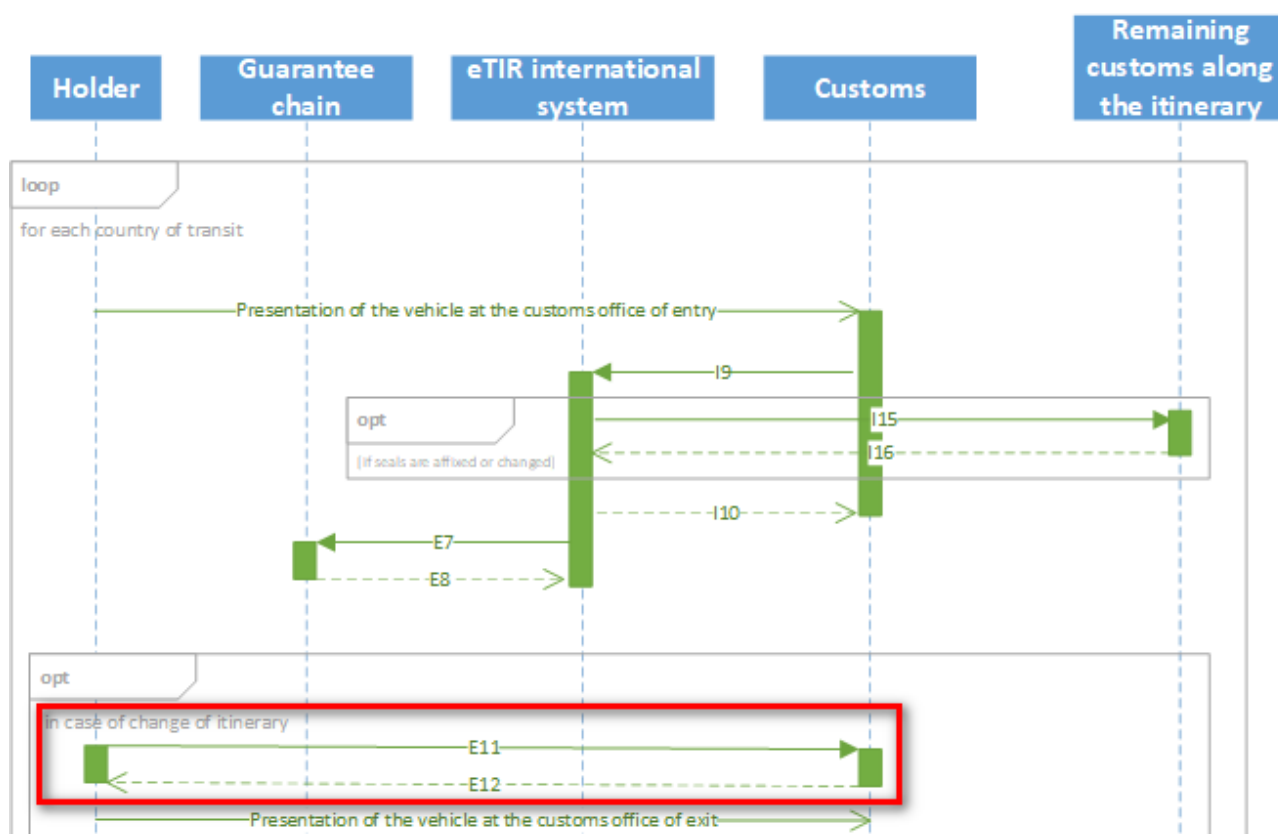 Holder
Guarantee
chain
eTIR international
system
Customs
Remaining
customs along
the itinerary
loop
for each country of transit
Presentation of the vehicle at the customs office of entry
I9
opt
[If seals are affixed or changed]
I15
I16
I10
E7
E8
opt
in case of change of itinerary
E11
E12
Presentation of the vehicle at the customs office of exit